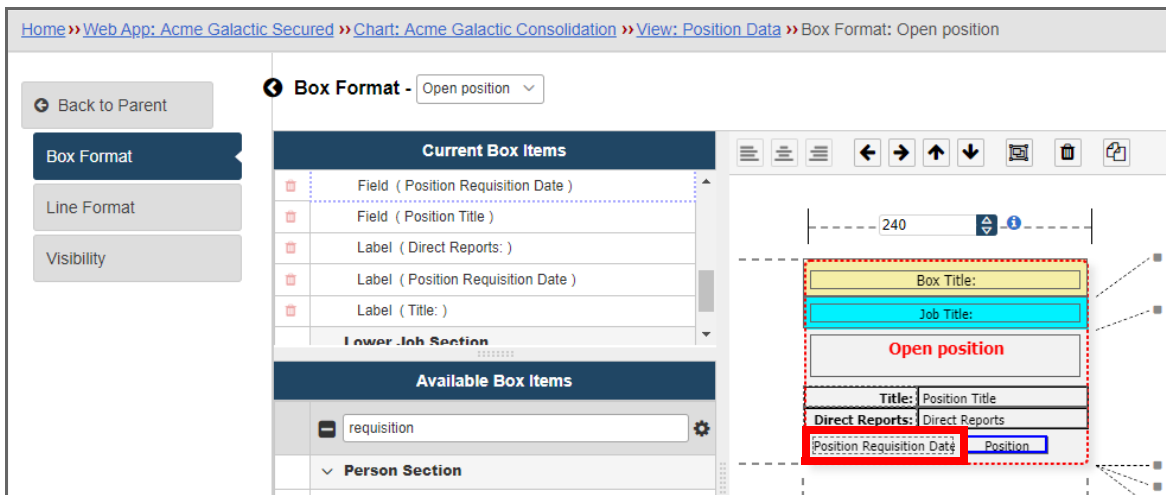 Home ›› Web App: Acme Galactic Secured ›› Chart: Acme Galactic Consolidation ›› View: Position Data ›› Box Format: Open position
Back to Parent
Box Format
Line Format
Visibility
Box Format - Open position
Current Box Items
Field ( Position Requisition Date )
Field ( Position Title )
Label ( Direct Reports: )
Label ( Position Requisition Date )
Label ( Title: )
Lower Job Section
Available Box Items
requisition
Person Section
240
Box Title:
Job Title:
Open position
Title: Position Title
Direct Reports: Direct Reports
Position Requisition Date Position